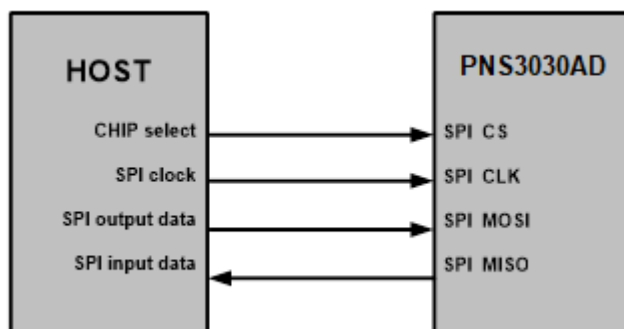 HOST
PNS3030AD
CHIP select
SPI CS
SPI clock
SPI CLK
SPI output data
SPI MOSI
SPI input data
SPI MISO